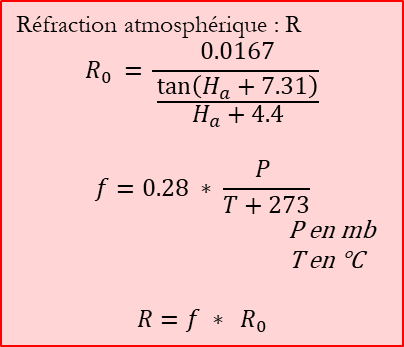 Réfraction atmosphérique : R
R₀ = 0.0167 / (tan(Hₐ + 7.31) / (Hₐ + 4.4))
f = 0.28 * P / (T + 273)
P en mb
T en °C
R = f * R₀